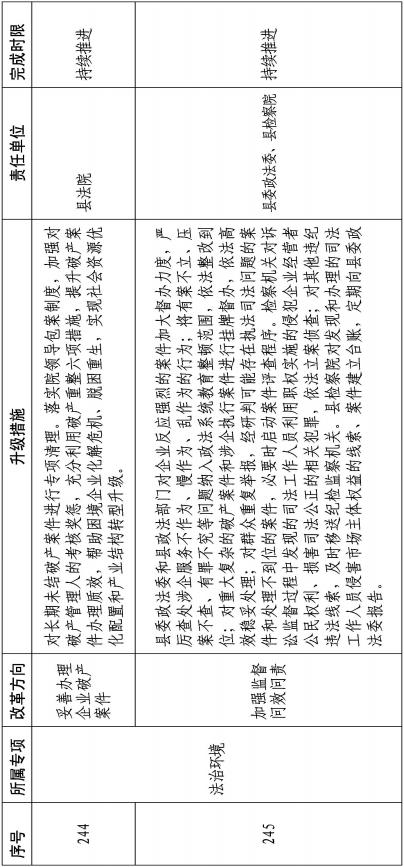 序号
所属专项
改革方向
升级措施
责任单位
完成时限
244
法治环境
妥善办理
企业破产
案件
对长期未结破产案件进行专项清理。落实院领导包案制度，加强对
破产管理人的考核奖惩，充分利用破产重整六项措施，提升破产案
件办理质效，帮助困境企业化解危机、脱困重生，实现社会资源优
化配置和产业结构转型升级。
县法院
持续推进
245
加强监督
问效问责
县委政法委和县政法部门对企业反应强烈的案件加大督办力度，严
厉查处涉企服务不作为、慢作为、乱作为的行为；将有案不立、压
案不查、有罪不究等问题纳入政法系统教育整顿范围，依法整改到
位；对重大复杂的破产案件和涉企执行案件进行挂牌督办，依法高
效稳妥处理；对群众重复举报，经研判可能存在执法司法问题的案
件和处理不到位的案件，必要时启动案件评查程序。检察机关对诉
讼监督过程中发现的司法工作人员利用职权实施的侵犯企业经营者
公民权利、损害司法公正的相关犯罪，依法立案侦查；对其他违纪
违法线索，及时移送纪检监察机关。县检察院对发现和办理的司法
工作人员侵害市场主体权益的线索、案件建立台账，定期向县委政
法委报告。
县委政法委、县检察院
持续推进